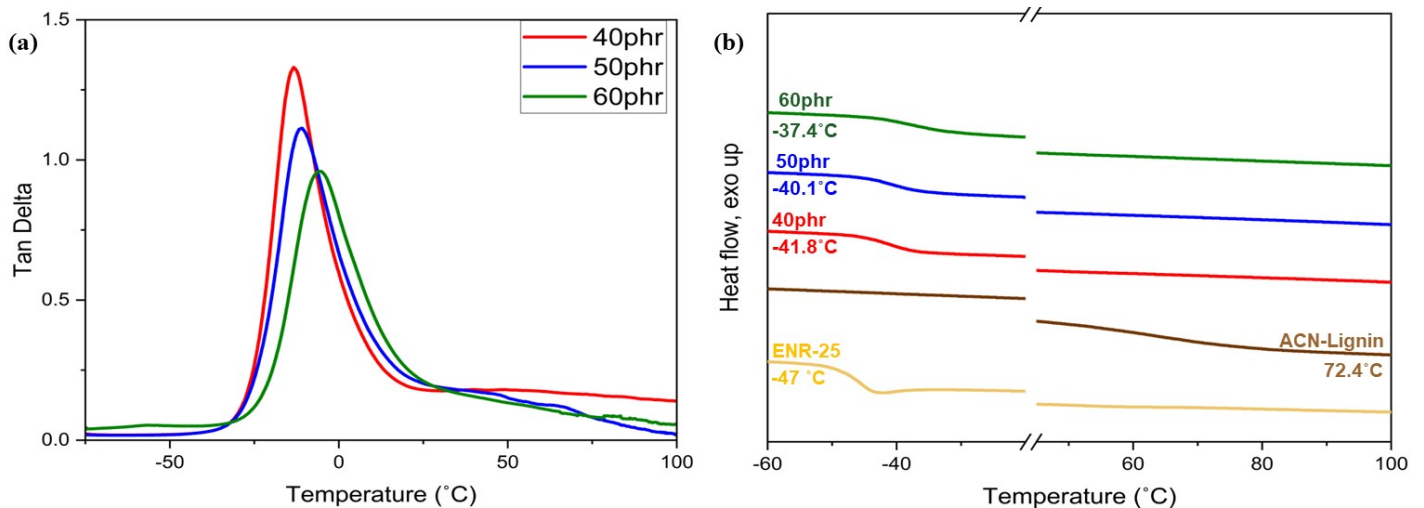 (a)
1.5
1.0
0.5
0.0
Tan Delta
40phr
50phr
60phr
-50
0
50
100
Temperature (˚C)
(b)
Heat flow, exo up
60phr
-37.4˚C
50phr
-40.1˚C
40phr
-41.8˚C
ACN-Lignin
72.4˚C
ENR-25
-47 ˚C
-60
-40
60
80
100
Temperature (˚C)